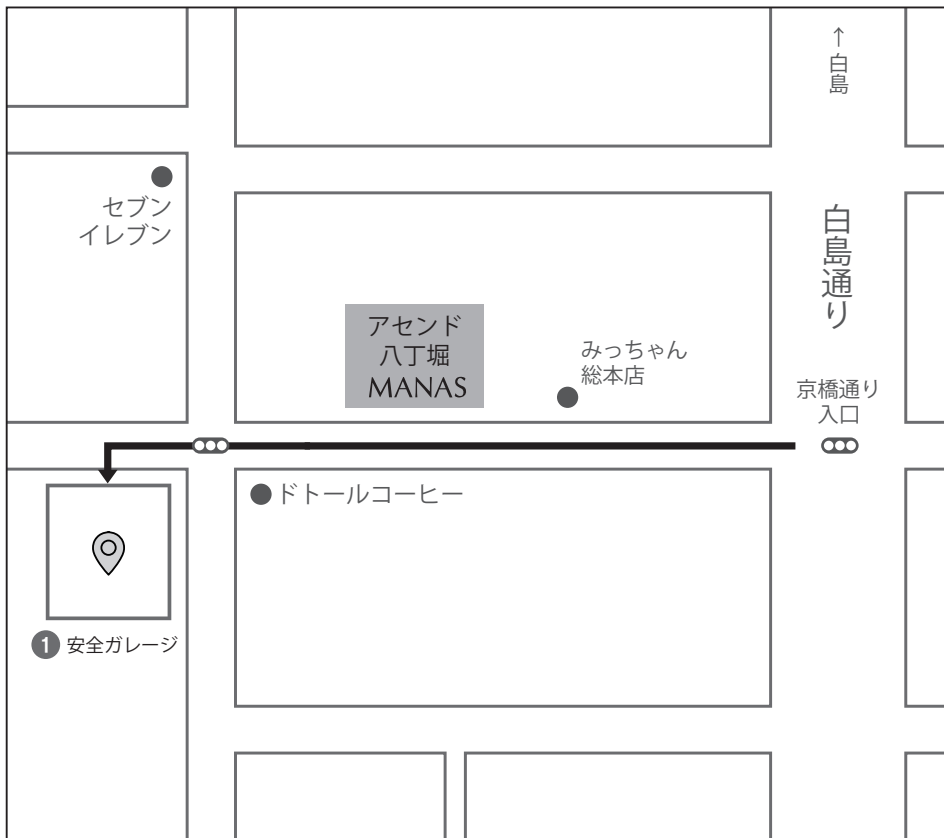 ↑白島
セブン
イレブン
白島通り
アセンド
八丁堀
MANAS
みっちゃん
総本店
京橋通り
入口
ドトールコーヒー
1 安全ガレージ